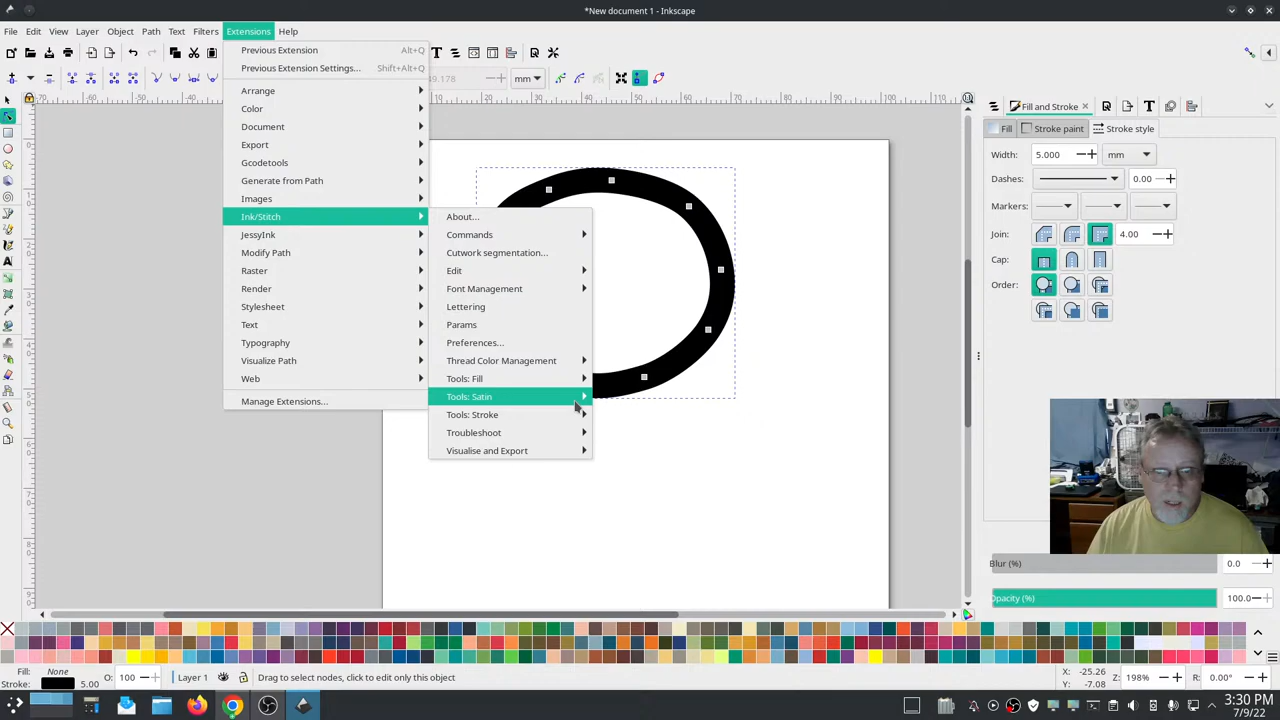 *New document 1 - Inkscape
File Edit View Layer Object Path Text Filters Extensions Help
Previous Extension Alt+Q
Previous Extension Settings... Shift+Alt+Q
Arrange
Color
Document
Export
Gcodetools
Generate from Path
Images
Ink/Stitch
JessyInk
Modify Path
Raster
Render
Stylesheet
Text
Typography
Visualize Path
Web
Manage Extensions...
About...
Commands
Cutwork segmentation...
Edit
Font Management
Lettering
Params
Preferences...
Thread Color Management
Tools: Fill
Tools: Satin
Tools: Stroke
Troubleshoot
Visualise and Export
49.178
mm
Fill and Stroke
Fill Stroke paint Stroke style
Width: 5.000 mm
Dashes: 0.00
Markers:
Join: 4.00
Cap:
Order:
Blur (%) 0.0
Opacity (%) 100.0
Fill: None
Stroke: 5.00
O: 100
Layer 1
Drag to select nodes, click to edit only this object
X: -25.26
Y: -7.08
Z: 198%
R: 0.00°
3:30 PM
7/9/22